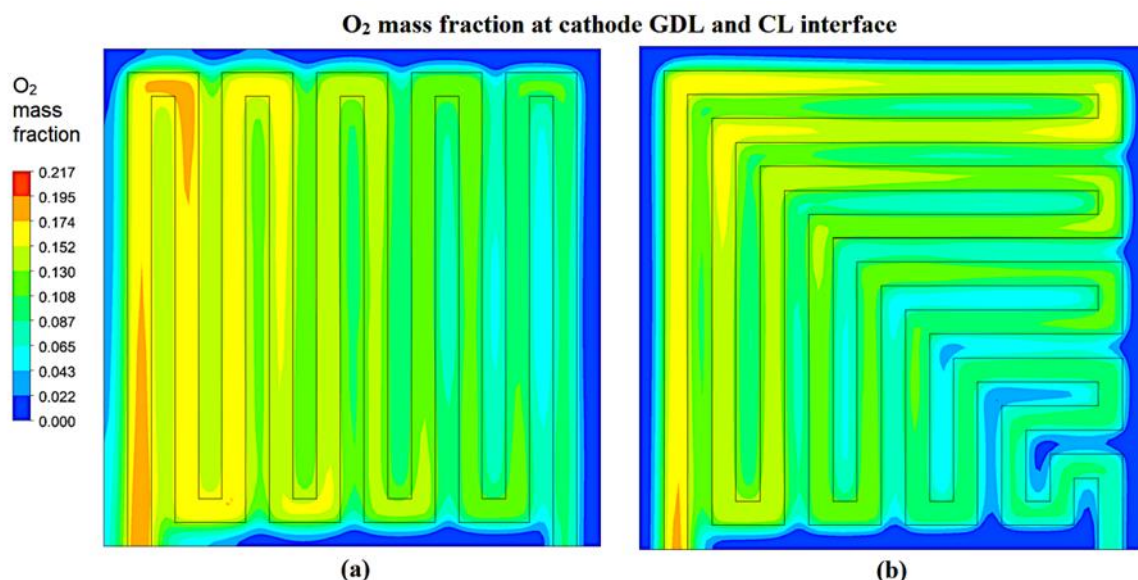 O₂ mass fraction at cathode GDL and CL interface
O₂
mass
fraction
0.217
0.195
0.174
0.152
0.130
0.108
0.087
0.065
0.043
0.022
0.000
(a)
(b)